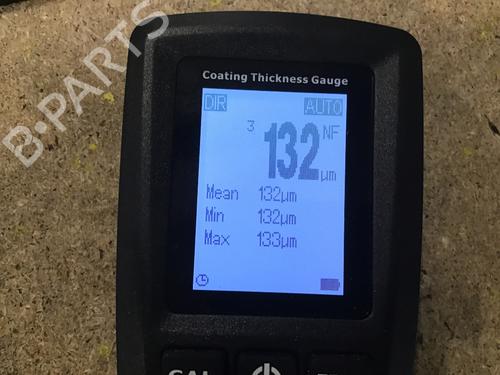 B-PARTS
Coating Thickness Gauge
DIR AUTO
3 132 NF μm
Mean 132μm
Min 132μm
Max 133μm